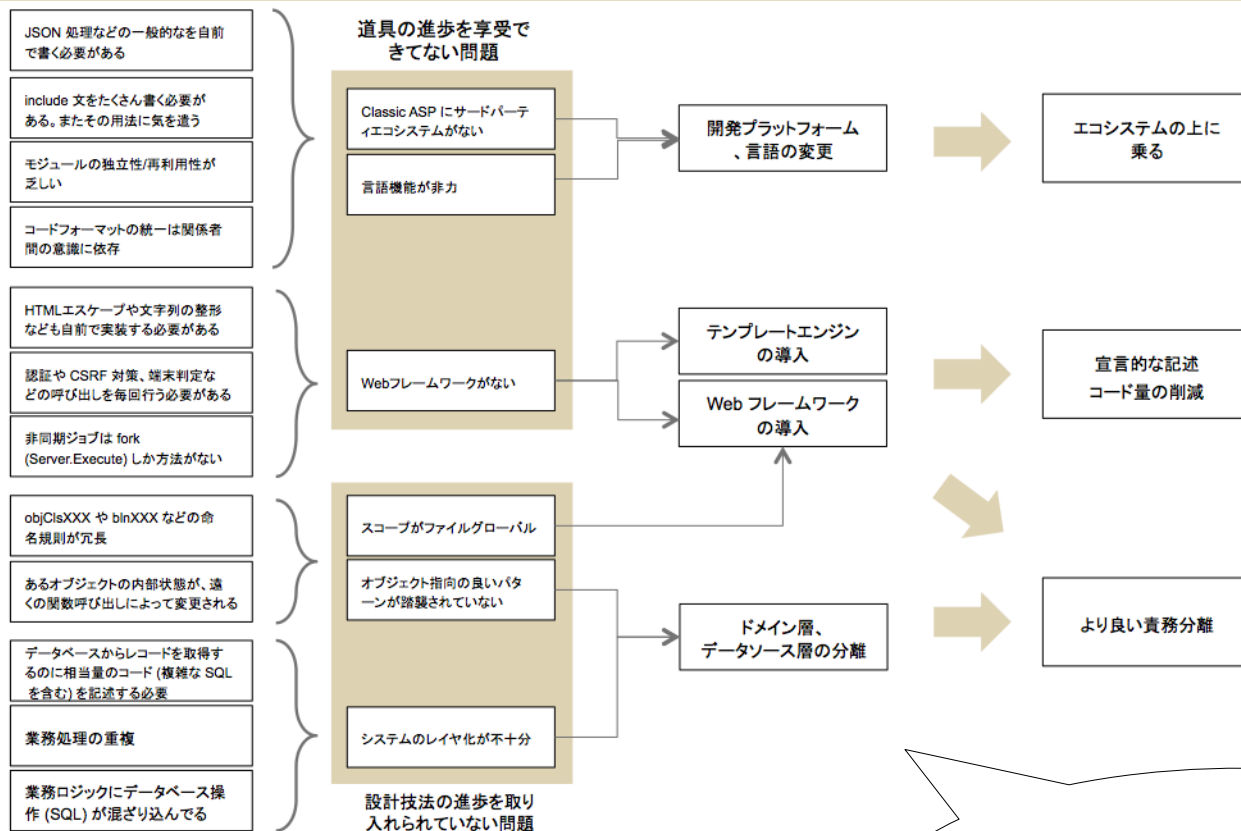 JSON 処理などの一般的なを自前
で書く必要がある
include 文をたくさん書く必要が
ある。またその用法に気を遣う
モジュールの独立性/再利用性が
乏しい
コードフォーマットの統一は関係者
間の意識に依存
HTMLエスケープや文字列の整形
なども自前で実装する必要がある
認証や CSRF 対策、端末判定な
どの呼び出しを毎回行う必要がある
非同期ジョブは fork
(Server.Execute) しか方法がない
objClsXXX や blnXXX などの命
名規則が冗長
あるオブジェクトの内部状態が、遠
くの関数呼び出しによって変更される
データベースからレコードを取得す
るのに相当量のコード (複雑な SQL
を含む) を記述する必要
業務処理の重複
業務ロジックにデータベース操
作 (SQL) が混ざり込んでる
道具の進歩を享受で
きてない問題
Classic ASP にサードパーテ
ィエコシステムがない
言語機能が非力
Webフレームワークがない
スコープがファイルグローバル
オブジェクト指向の良いパタ
ーンが踏襲されていない
システムのレイヤ化が不十分
設計技法の進歩を取り
入れられていない問題
開発プラットフォーム
、言語の変更
テンプレートエンジン
の導入
Web フレームワーク
の導入
ドメイン層、
データソース層の分離
エコシステムの上に
乗る
宣言的な記述
コード量の削減
より良い責務分離